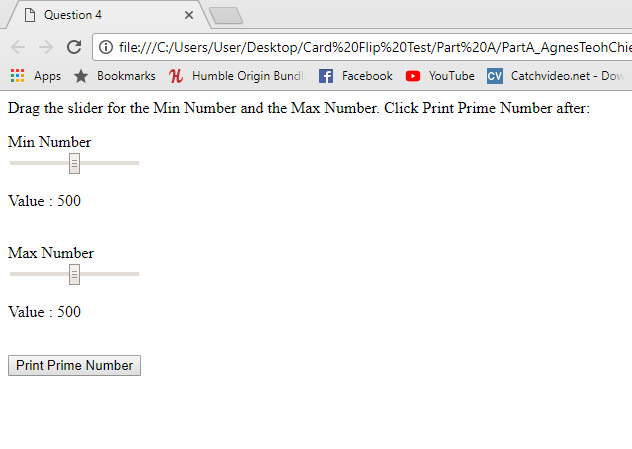 Question 4
file:///C:/Users/User/Desktop/Card%20Flip%20Test/Part%20A/PartA_AgnesTeohChie
Apps Bookmarks Humble Origin Bund Facebook YouTube CV Catchvideo.net - Dow
Drag the slider for the Min Number and the Max Number. Click Print Prime Number after:
Min Number
Value : 500
Max Number
Value : 500
Print Prime Number